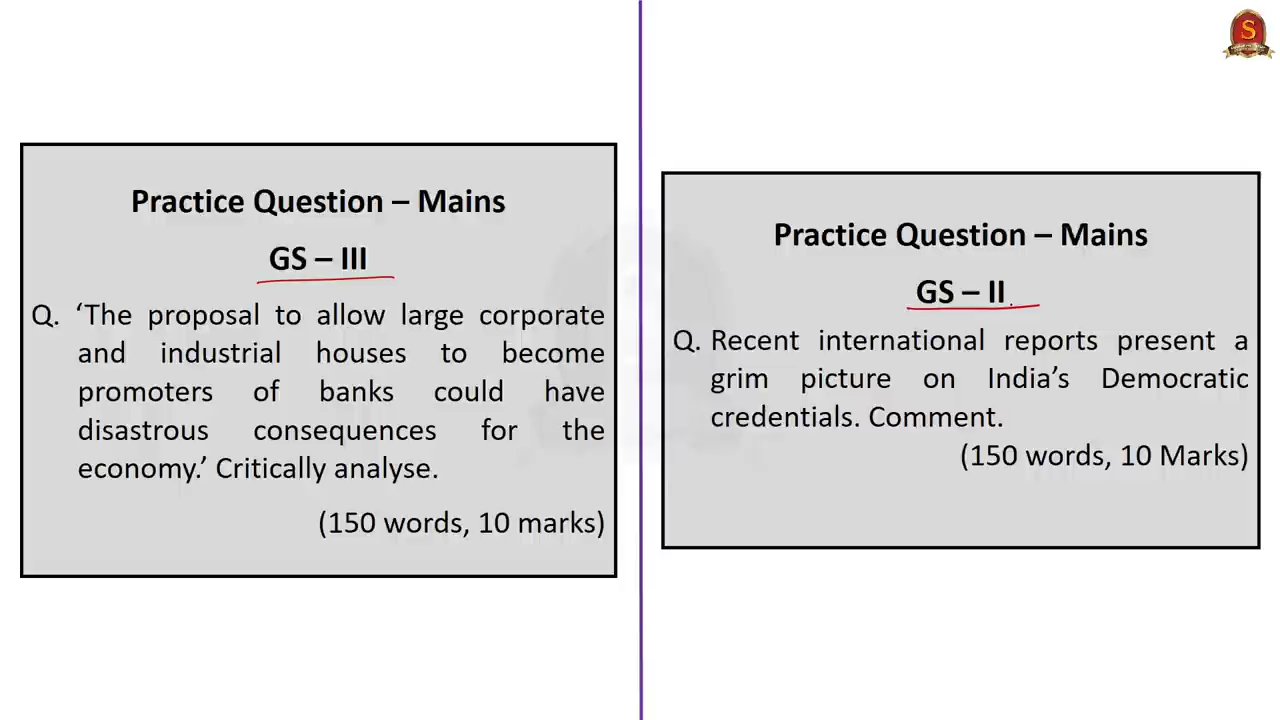 Practice Question – Mains
GS – III
Q. ‘The proposal to allow large corporate
and industrial houses to become
promoters of banks could have
disastrous consequences for the
economy.’ Critically analyse.
(150 words, 10 marks)
Practice Question – Mains
GS – II
Q. Recent international reports present a
grim picture on India’s Democratic
credentials. Comment.
(150 words, 10 Marks)
S